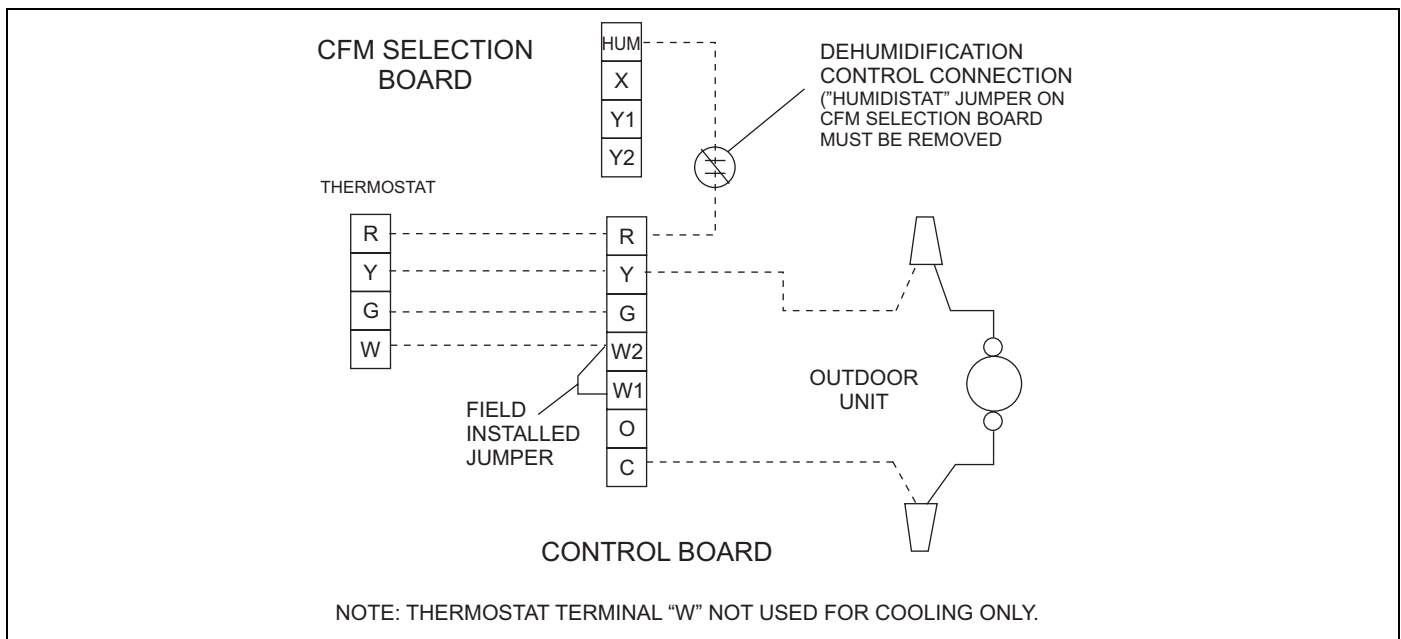 CFM SELECTION
BOARD
HUM
X
Y1
Y2
DEHUMIDIFICATION
CONTROL CONNECTION
("HUMIDISTAT" JUMPER ON
CFM SELECTION BOARD
MUST BE REMOVED
THERMOSTAT
R
Y
G
W
R
Y
G
W2
W1
O
C
FIELD
INSTALLED
JUMPER
OUTDOOR
UNIT
CONTROL BOARD
NOTE: THERMOSTAT TERMINAL “W” NOT USED FOR COOLING ONLY.